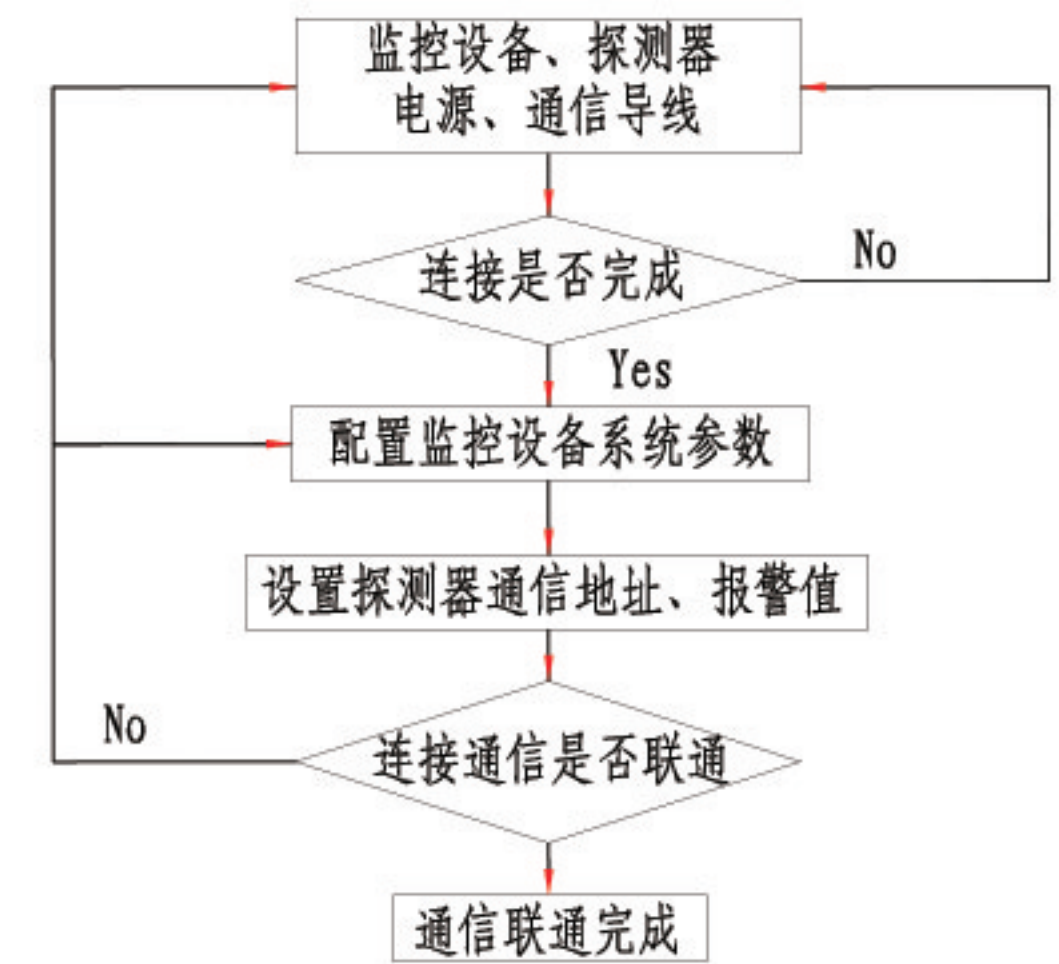 监控设备、探测器
电源、通信导线
连接是否完成
No
Yes
配置监控设备系统参数
设置探测器通信地址、报警值
No
连接通信是否联通
通信联通完成